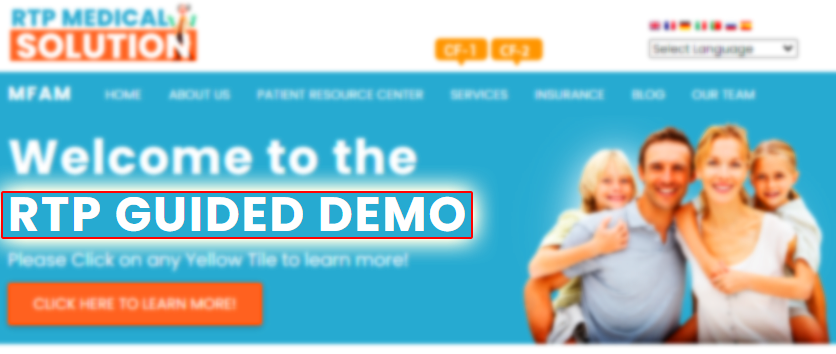 RTP MEDICAL
SOLUTION
CF-1 CF-2
Select Language
MFAM HOME ABOUT US PATIENT RESOURCE CENTER SERVICES INSURANCE BLOG OUR TEAM
Welcome to the
RTP GUIDED DEMO
Please Click on any Yellow Tile to learn more!
CLICK HERE TO LEARN MORE!